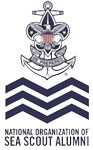 NATIONAL ORGANIZATION OF
SEA SCOUT ALUMNI